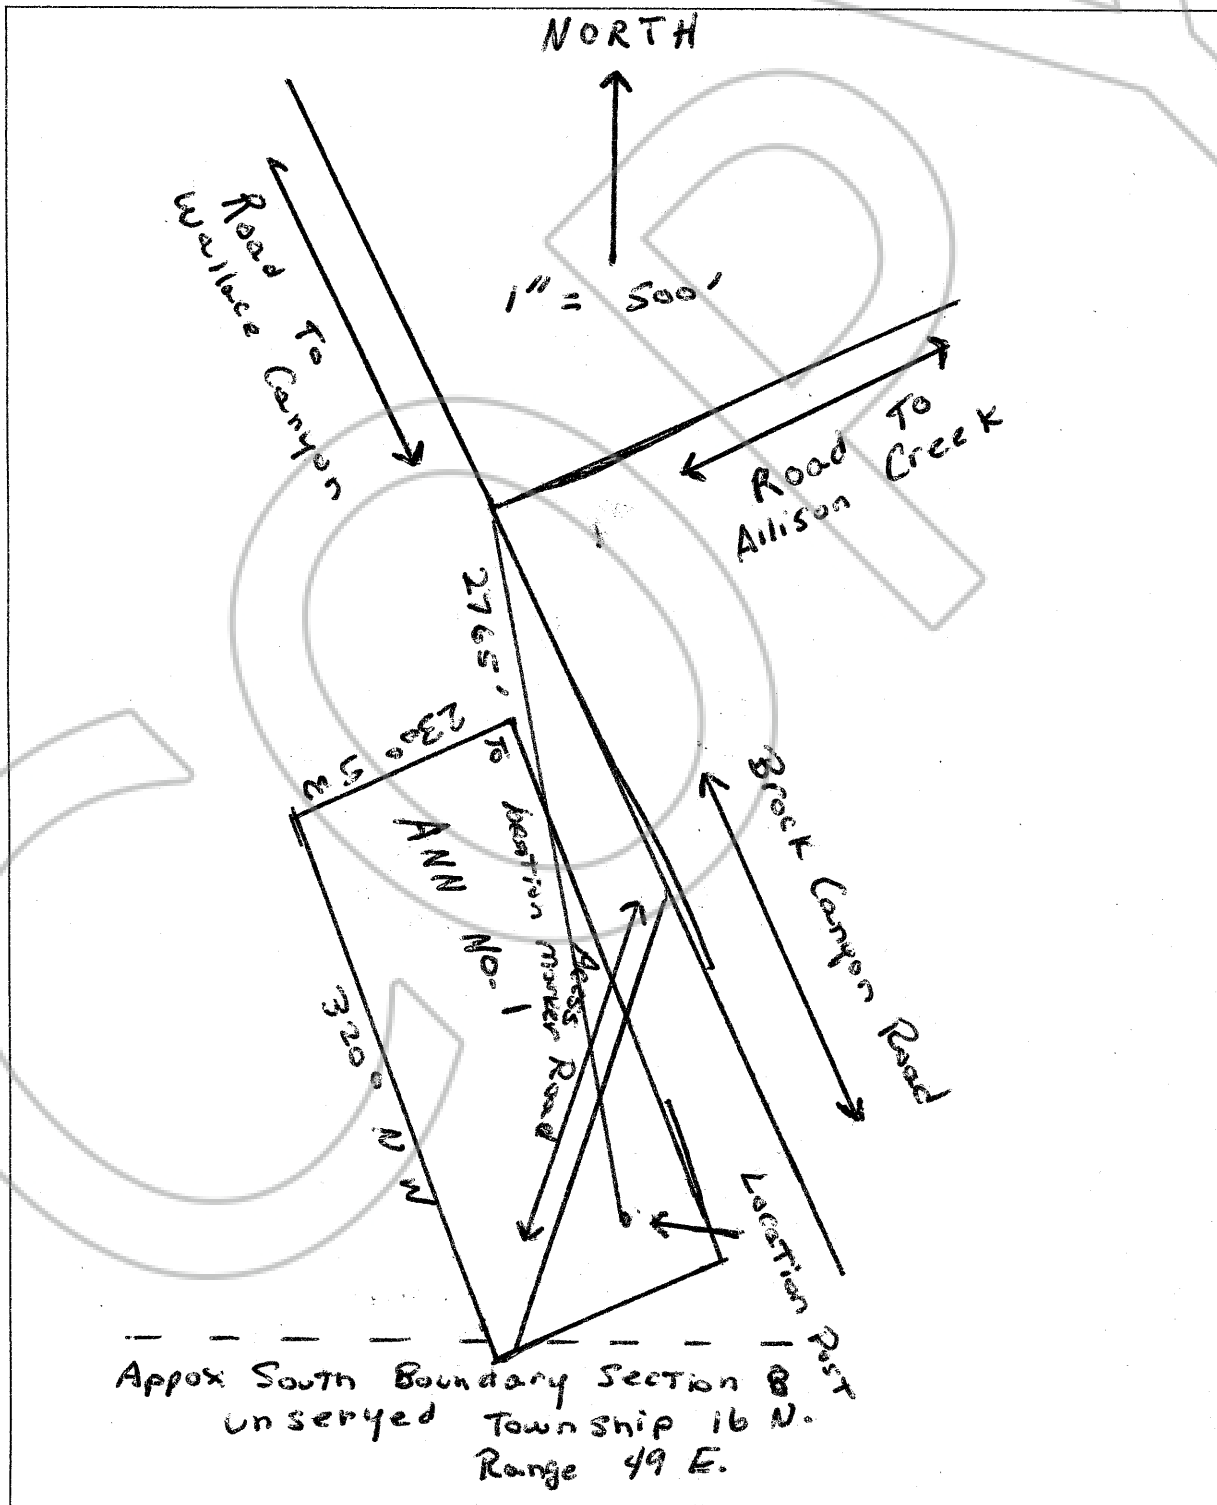 NORTH
1" = 500'
Road To
Wallace Canyon
Road To
Allison Creek
2765' To Location marker
230° S W
ANN No. 1
Access Road
Brock Canyon Road
320° N W
Location Post
Appox South Boundary Section 8
unserved Township 16 N.
Range 49 E.
COPY